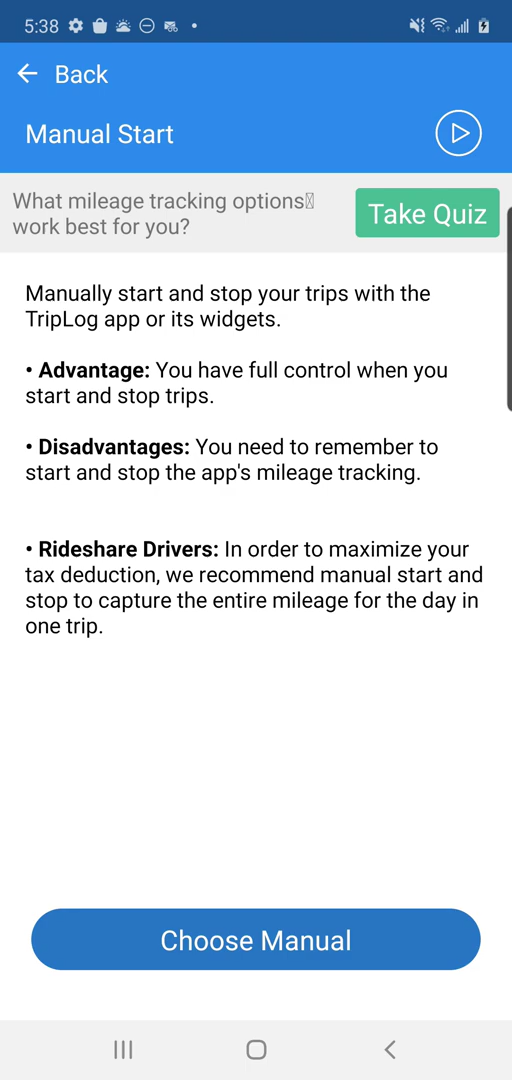 5:38
Back
Manual Start
What mileage tracking options
work best for you?
Take Quiz
Manually start and stop your trips with the
TripLog app or its widgets.
• Advantage: You have full control when you
start and stop trips.
• Disadvantages: You need to remember to
start and stop the app's mileage tracking.
• Rideshare Drivers: In order to maximize your
tax deduction, we recommend manual start and
stop to capture the entire mileage for the day in
one trip.
Choose Manual